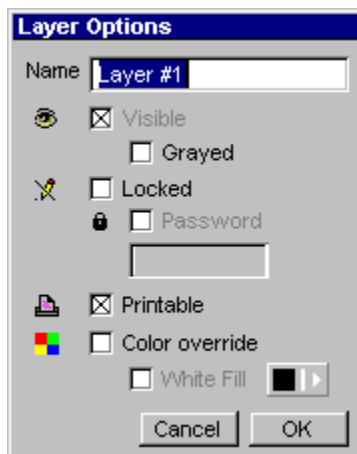 Layer Options
Name Layer #1
Visible
Grayed
Locked
Password
Printable
Color override
White Fill
Cancel OK